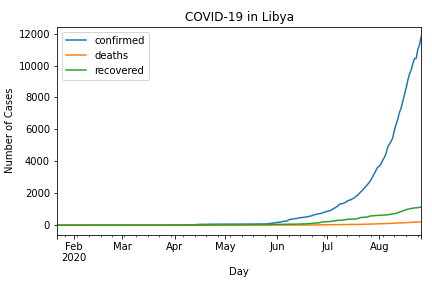 COVID-19 in Libya
confirmed
deaths
recovered
12000
10000
8000
6000
4000
2000
0
Number of Cases
Feb
2020
Mar
Apr
May
Jun
Jul
Aug
Day